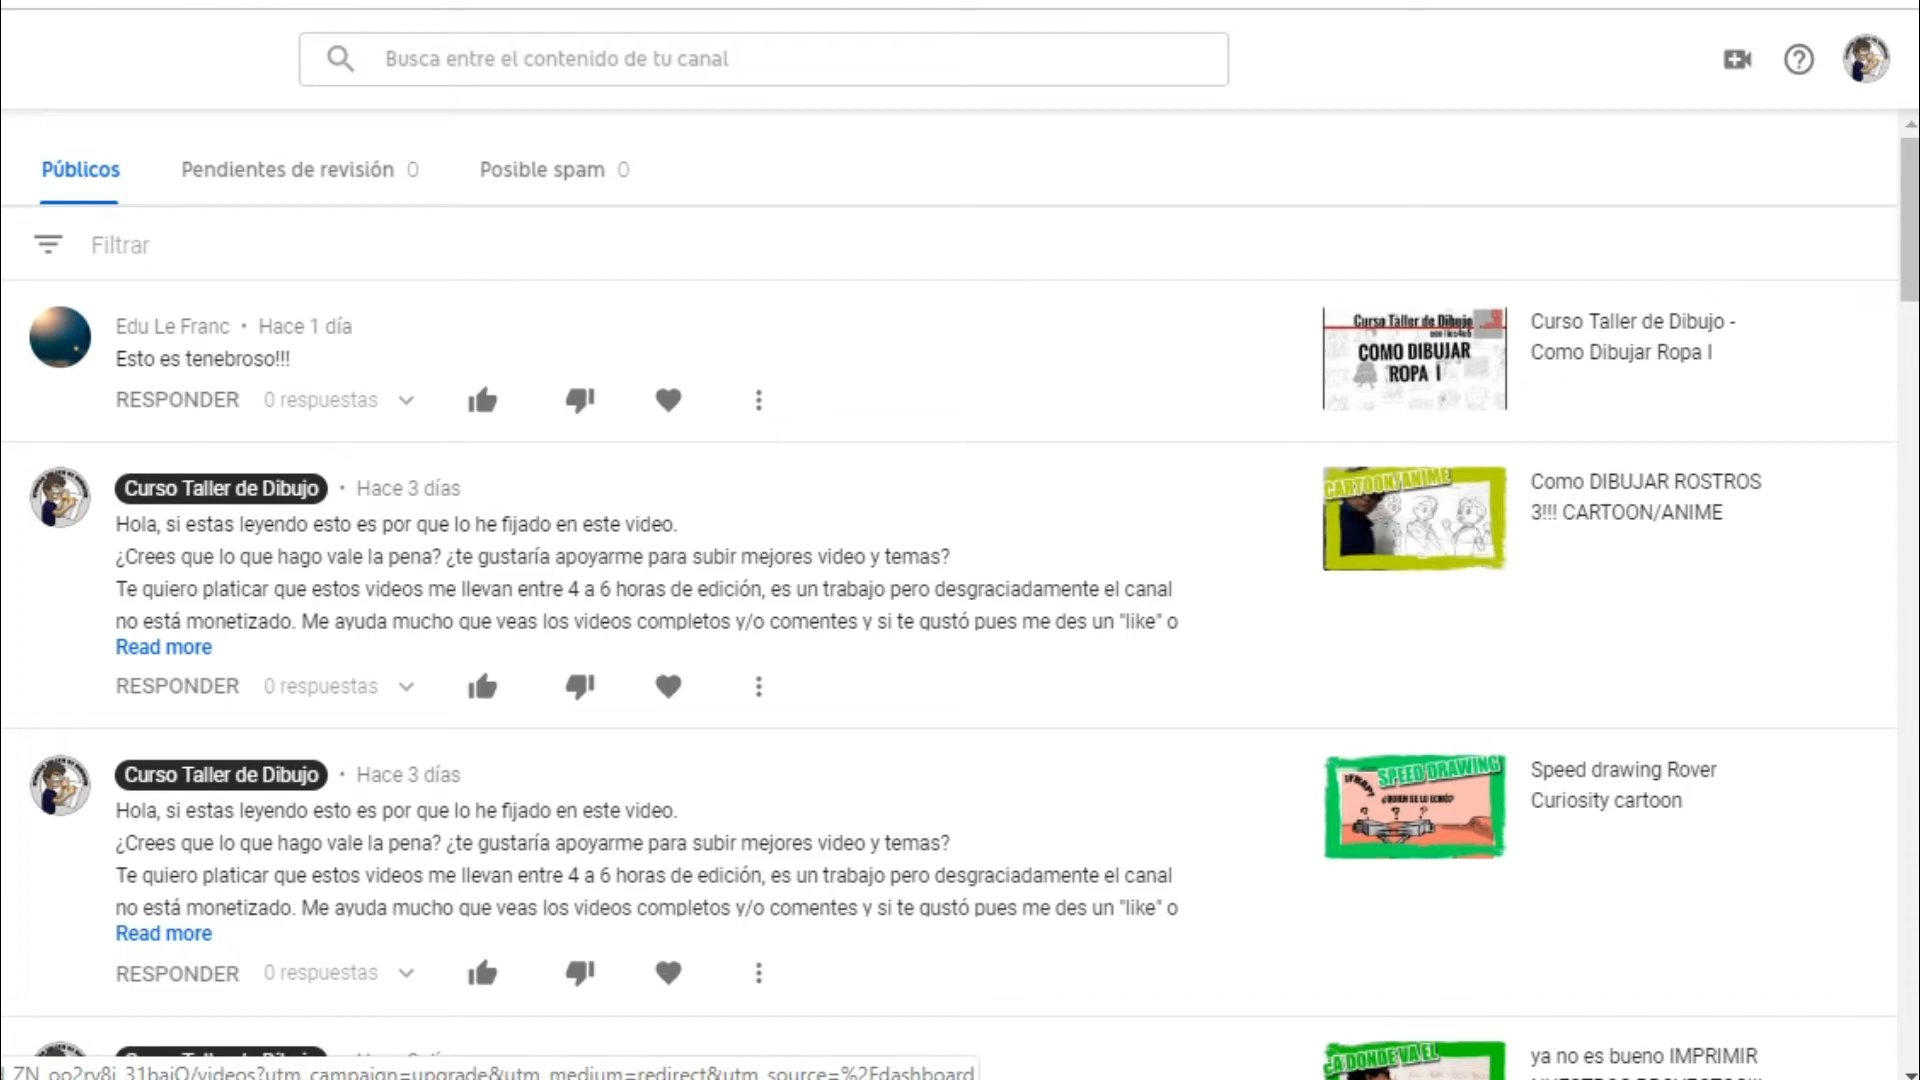 Busca entre el contenido de tu canal
Públicos
Pendientes de revisión 0
Posible spam 0
Filtrar
Edu Le Franc • Hace 1 día
Esto es tenebroso!!!
RESPONDER 0 respuestas
Curso Taller de Dibujo
COMO DIBUJAR
ROPA I
Curso Taller de Dibujo -
Como Dibujar Ropa I
Curso Taller de Dibujo • Hace 3 días
Hola, si estas leyendo esto es por que lo he fijado en este video.
¿Crees que lo que hago vale la pena? ¿te gustaría apoyarme para subir mejores video y temas?
Te quiero platicar que estos videos me llevan entre 4 a 6 horas de edición, es un trabajo pero desgraciadamente el canal
no está monetizado. Me ayuda mucho que veas los videos completos y/o comentes y si te gustó pues me des un "like" o
Read more
RESPONDER 0 respuestas
CARTOON/ANIME
Como DIBUJAR ROSTROS
3!!! CARTOON/ANIME
Curso Taller de Dibujo • Hace 3 días
Hola, si estas leyendo esto es por que lo he fijado en este video.
¿Crees que lo que hago vale la pena? ¿te gustaría apoyarme para subir mejores video y temas?
Te quiero platicar que estos videos me llevan entre 4 a 6 horas de edición, es un trabajo pero desgraciadamente el canal
no está monetizado. Me ayuda mucho que veas los videos completos y/o comentes y si te gustó pues me des un "like" o
Read more
RESPONDER 0 respuestas
SPEED DRAWING
¿QUIEN SE LO ECHÓ?
Speed drawing Rover
Curiosity cartoon
A DONDE VA EL
ya no es bueno IMPRIMIR